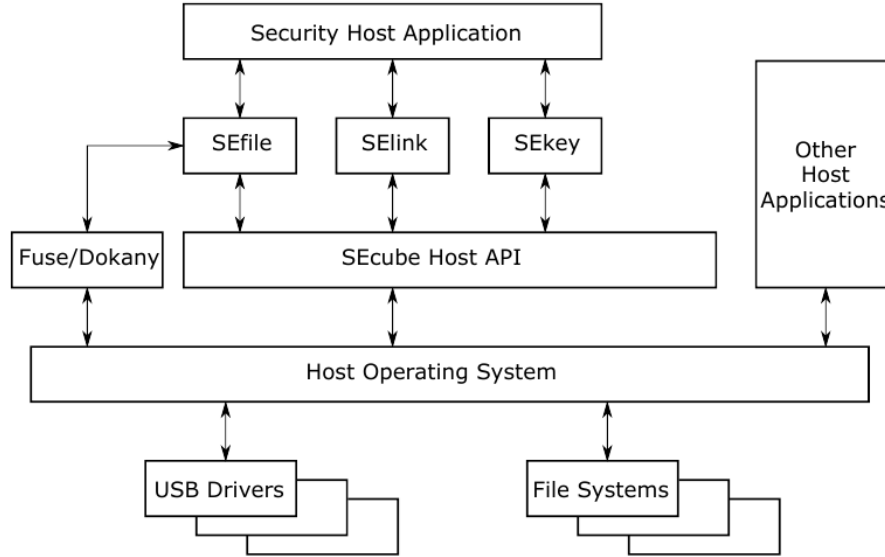 Security Host Application
SEfile
SElink
SEkey
Other
Host
Applications
Fuse/Dokany
SEcube Host API
Host Operating System
USB Drivers
File Systems